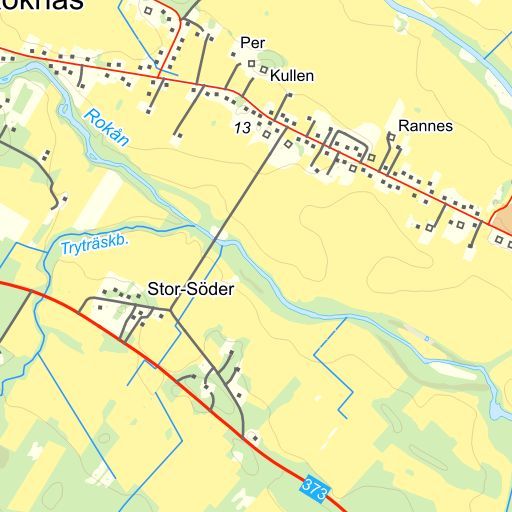 Per
Kullen
13
Rannes
Rokån
Tryträskb.
Stor-Söder
373